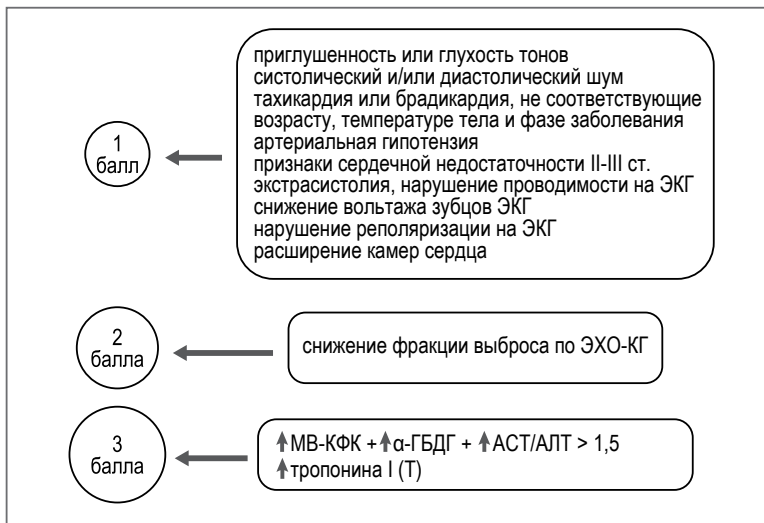 1
балл
приглушенность или глухость тонов
систолический и/или диастолический шум
тахикардия или брадикардия, не соответствующие
возрасту, температуре тела и фазе заболевания
артериальная гипотензия
признаки сердечной недостаточности II-III ст.
экстрасистолия, нарушение проводимости на ЭКГ
снижение вольтажа зубцов ЭКГ
нарушение реполяризации на ЭКГ
расширение камер сердца
2
балла
снижение фракции выброса по ЭХО-КГ
3
балла
МВ-КФК + α-ГБДГ + АСТ/АЛТ > 1,5
тропонина I (Т)